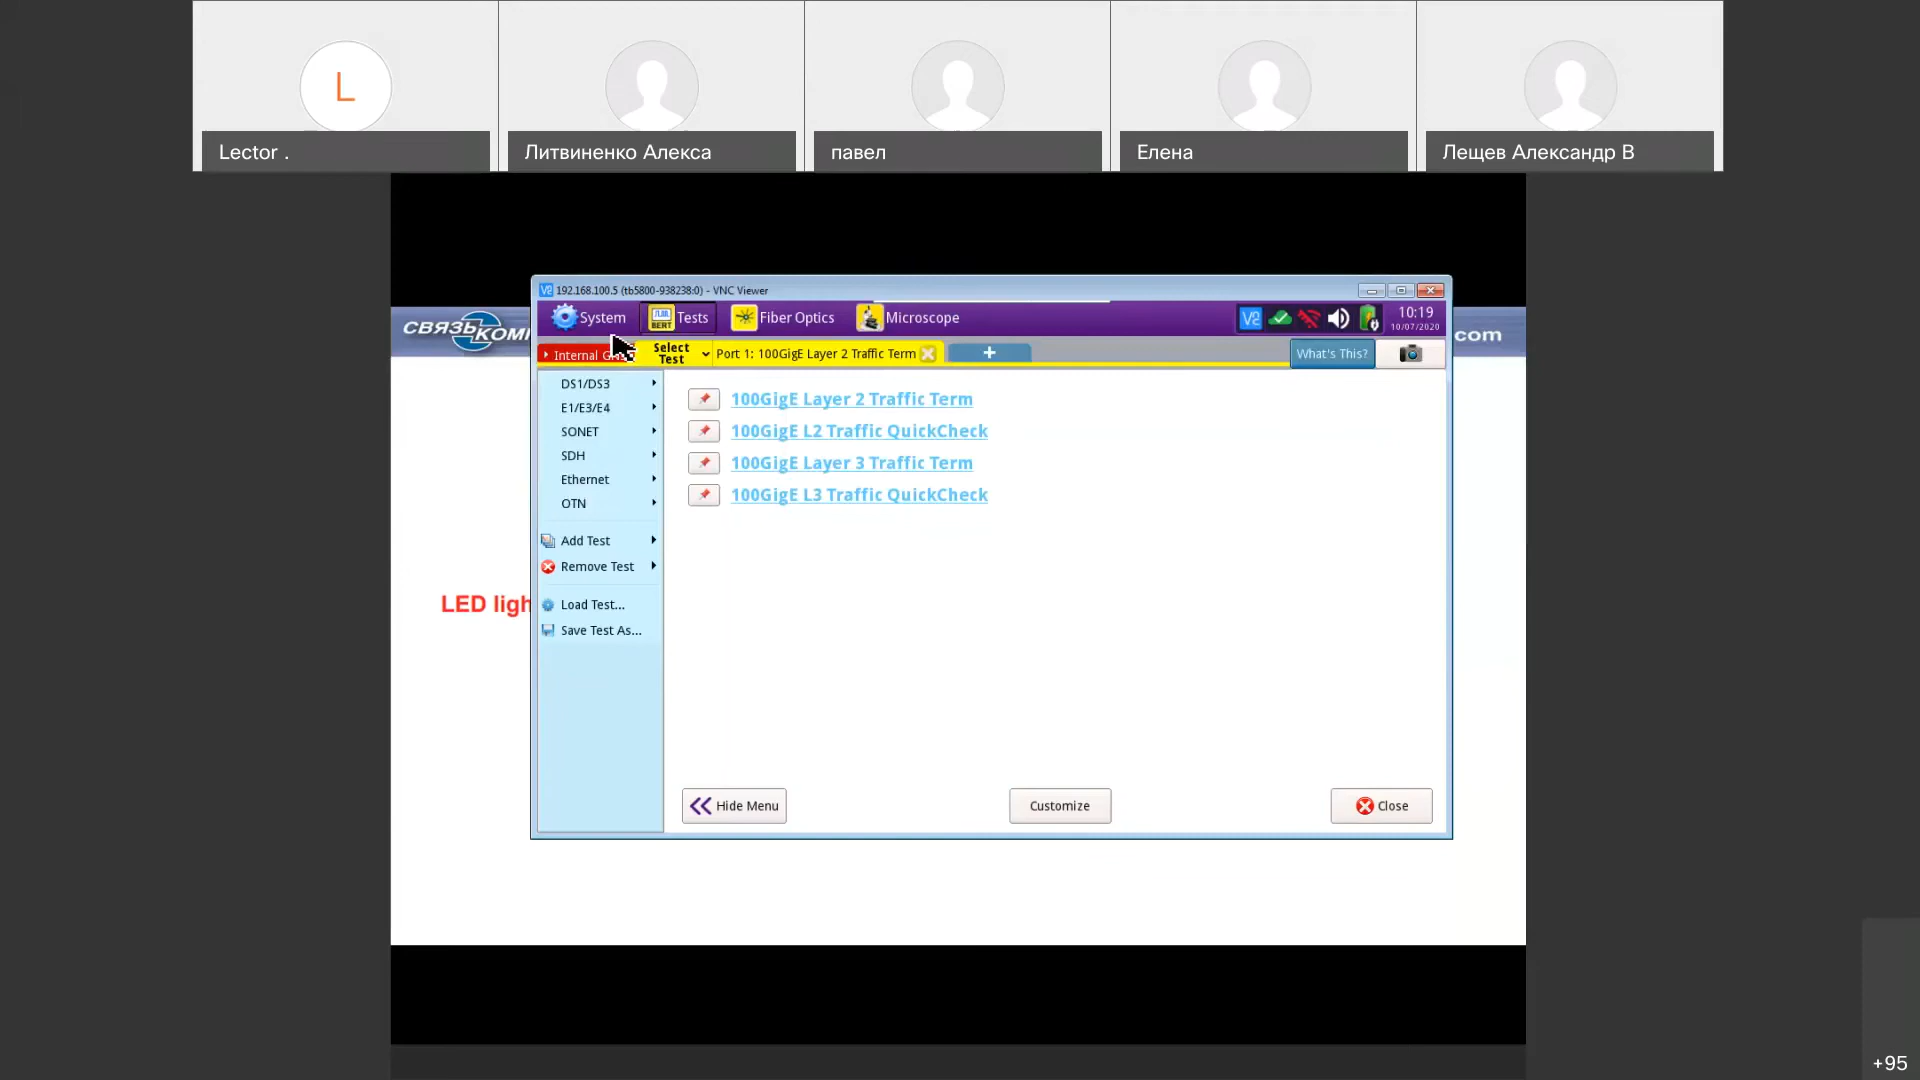 L
Lector .
Литвиненко Алекса
павел
Елена
Лещев Александр В
192.168.100.5 (tb5800-938238:0) - VNC Viewer
System
Tests
Fiber Optics
Microscope
10:19
10/07/2020
СВЯЗЬ
com
Internal
Select
Test
Port 1: 100GigE Layer 2 Traffic Term
+
What's This?
DS1/DS3
E1/E3/E4
SONET
SDH
Ethernet
OTN
Add Test
Remove Test
Load Test...
Save Test As...
100GigE Layer 2 Traffic Term
100GigE L2 Traffic QuickCheck
100GigE Layer 3 Traffic Term
100GigE L3 Traffic QuickCheck
LED ligh
Hide Menu
Customize
Close
+95